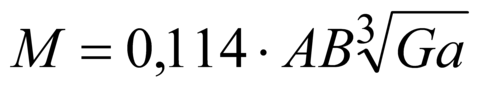 M = 0,114 · AB∛Ga